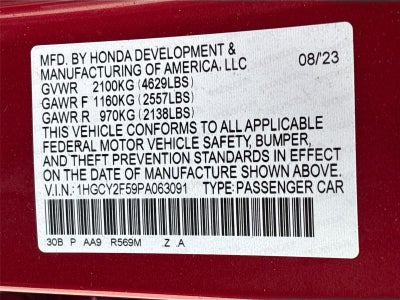 MFD. BY HONDA DEVELOPMENT &
MANUFACTURING OF AMERICA, LLC 08/'23
GVWR 2100KG (4629LBS)
GAWR F 1160KG (2557LBS)
GAWR R 970KG (2138LBS)
THIS VEHICLE CONFORMS TO ALL APPLICABLE
FEDERAL MOTOR VEHICLE SAFETY, BUMPER,
AND THEFT PREVENTION STANDARDS IN EFFECT
ON THE DATE OF MANUFACTURE SHOWN ABOVE.
V.I.N: 1HGCY2F59PA063091 TYPE: PASSENGER CAR
30B P AA9 R569M Z .A